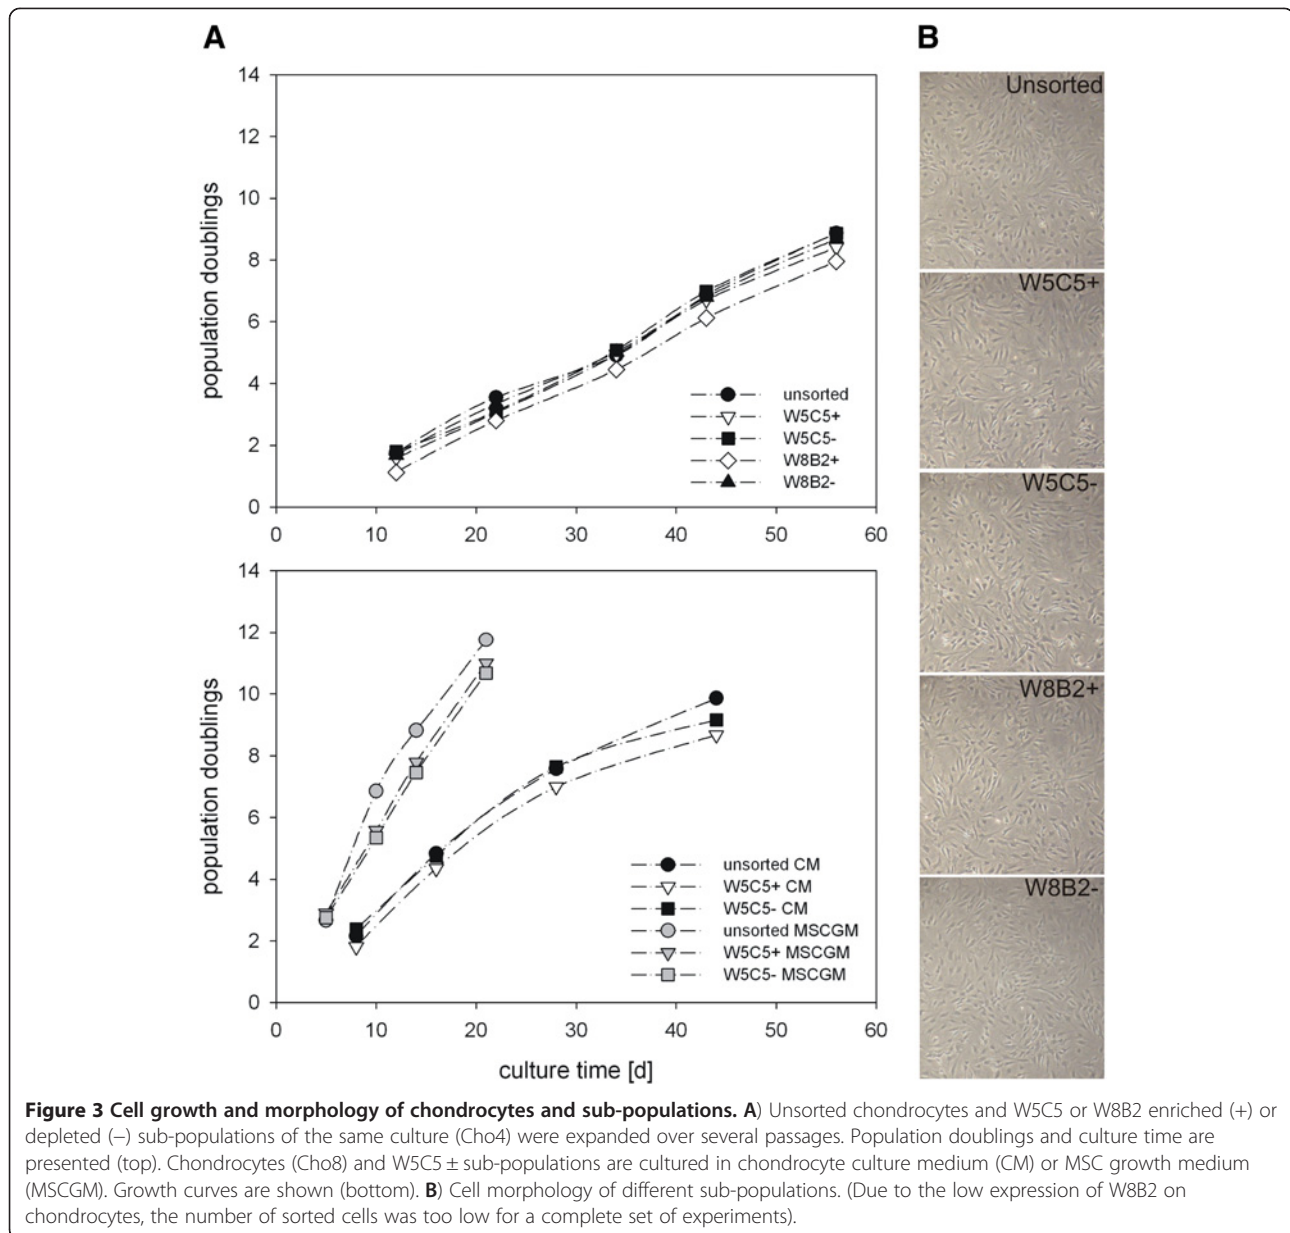 A
B
14
12
10
8
6
4
2
0
population doublings
0 10 20 30 40 50 60
unsorted
W5C5+
W5C5-
W8B2+
W8B2-
14
12
10
8
6
4
2
0
population doublings
0 10 20 30 40 50 60
culture time [d]
unsorted CM
W5C5+ CM
W5C5- CM
unsorted MSCGM
W5C5+ MSCGM
W5C5- MSCGM
Unsorted
W5C5+
W5C5-
W8B2+
W8B2-
Figure 3 Cell growth and morphology of chondrocytes and sub-populations. A) Unsorted chondrocytes and W5C5 or W8B2 enriched (+) or
depleted (−) sub-populations of the same culture (Cho4) were expanded over several passages. Population doublings and culture time are
presented (top). Chondrocytes (Cho8) and W5C5 ± sub-populations are cultured in chondrocyte culture medium (CM) or MSC growth medium
(MSCGM). Growth curves are shown (bottom). B) Cell morphology of different sub-populations. (Due to the low expression of W8B2 on
chondrocytes, the number of sorted cells was too low for a complete set of experiments).